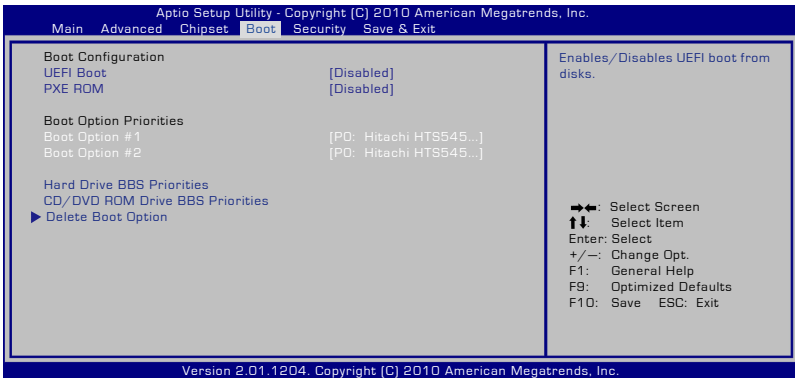 Aptio Setup Utility - Copyright (C) 2010 American Megatrends, Inc.
Main Advanced Chipset Boot Security Save & Exit
Boot Configuration
UEFI Boot [Disabled]
PXE ROM [Disabled]
Boot Option Priorities
Boot Option #1 [P0: Hitachi HTS545...]
Boot Option #2 [P0: Hitachi HTS545...]
Hard Drive BBS Priorities
CD/DVD ROM Drive BBS Priorities
Delete Boot Option
Enables/Disables UEFI boot from
disks.
→←: Select Screen
↑↓: Select Item
Enter: Select
+/—: Change Opt.
F1: General Help
F9: Optimized Defaults
F10: Save ESC: Exit
Version 2.01.1204. Copyright (C) 2010 American Megatrends, Inc.